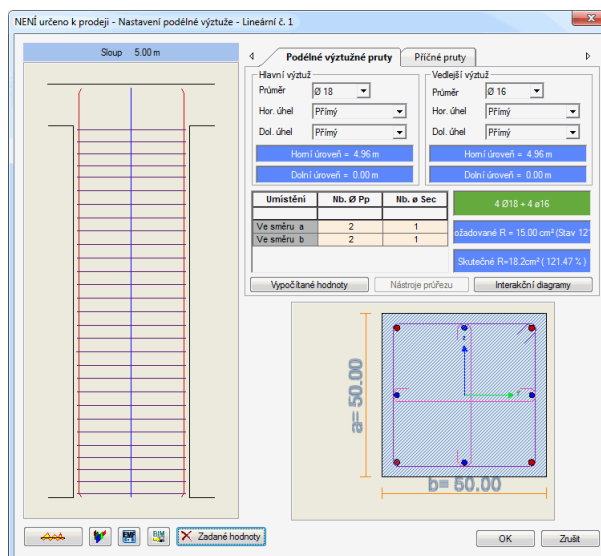 NENÍ určeno k prodeji - Nastavení podélné výztuže - Lineární č. 1
Sloup 5.00 m
Podélné výztužné pruty
Příčné pruty
Hlavní výztuž
Průměr Ø 18
Hor. úhel Přímý
Dol. úhel Přímý
Horní úroveň = 4.96 m
Dolní úroveň = 0.00 m
Vedlejší výztuž
Průměr Ø 16
Hor. úhel Přímý
Dol. úhel Přímý
Horní úroveň = 4.96 m
Dolní úroveň = 0.00 m
Umístění Nb. Ø Pp Nb. ø Sec
Ve směru a 2 1
Ve směru b 2 1
4 Ø18 + 4 ø16
ožadované R = 15.00 cm² (Stav 121
Skutečné R=18.2cm² ( 121.47 % )
Vypočítané hodnoty
Nástroje průřezu
Interakční diagramy
z
Y
a= 50.00
b= 50.00
EMF
BIM
Zadané hodnoty
OK
Zrušit